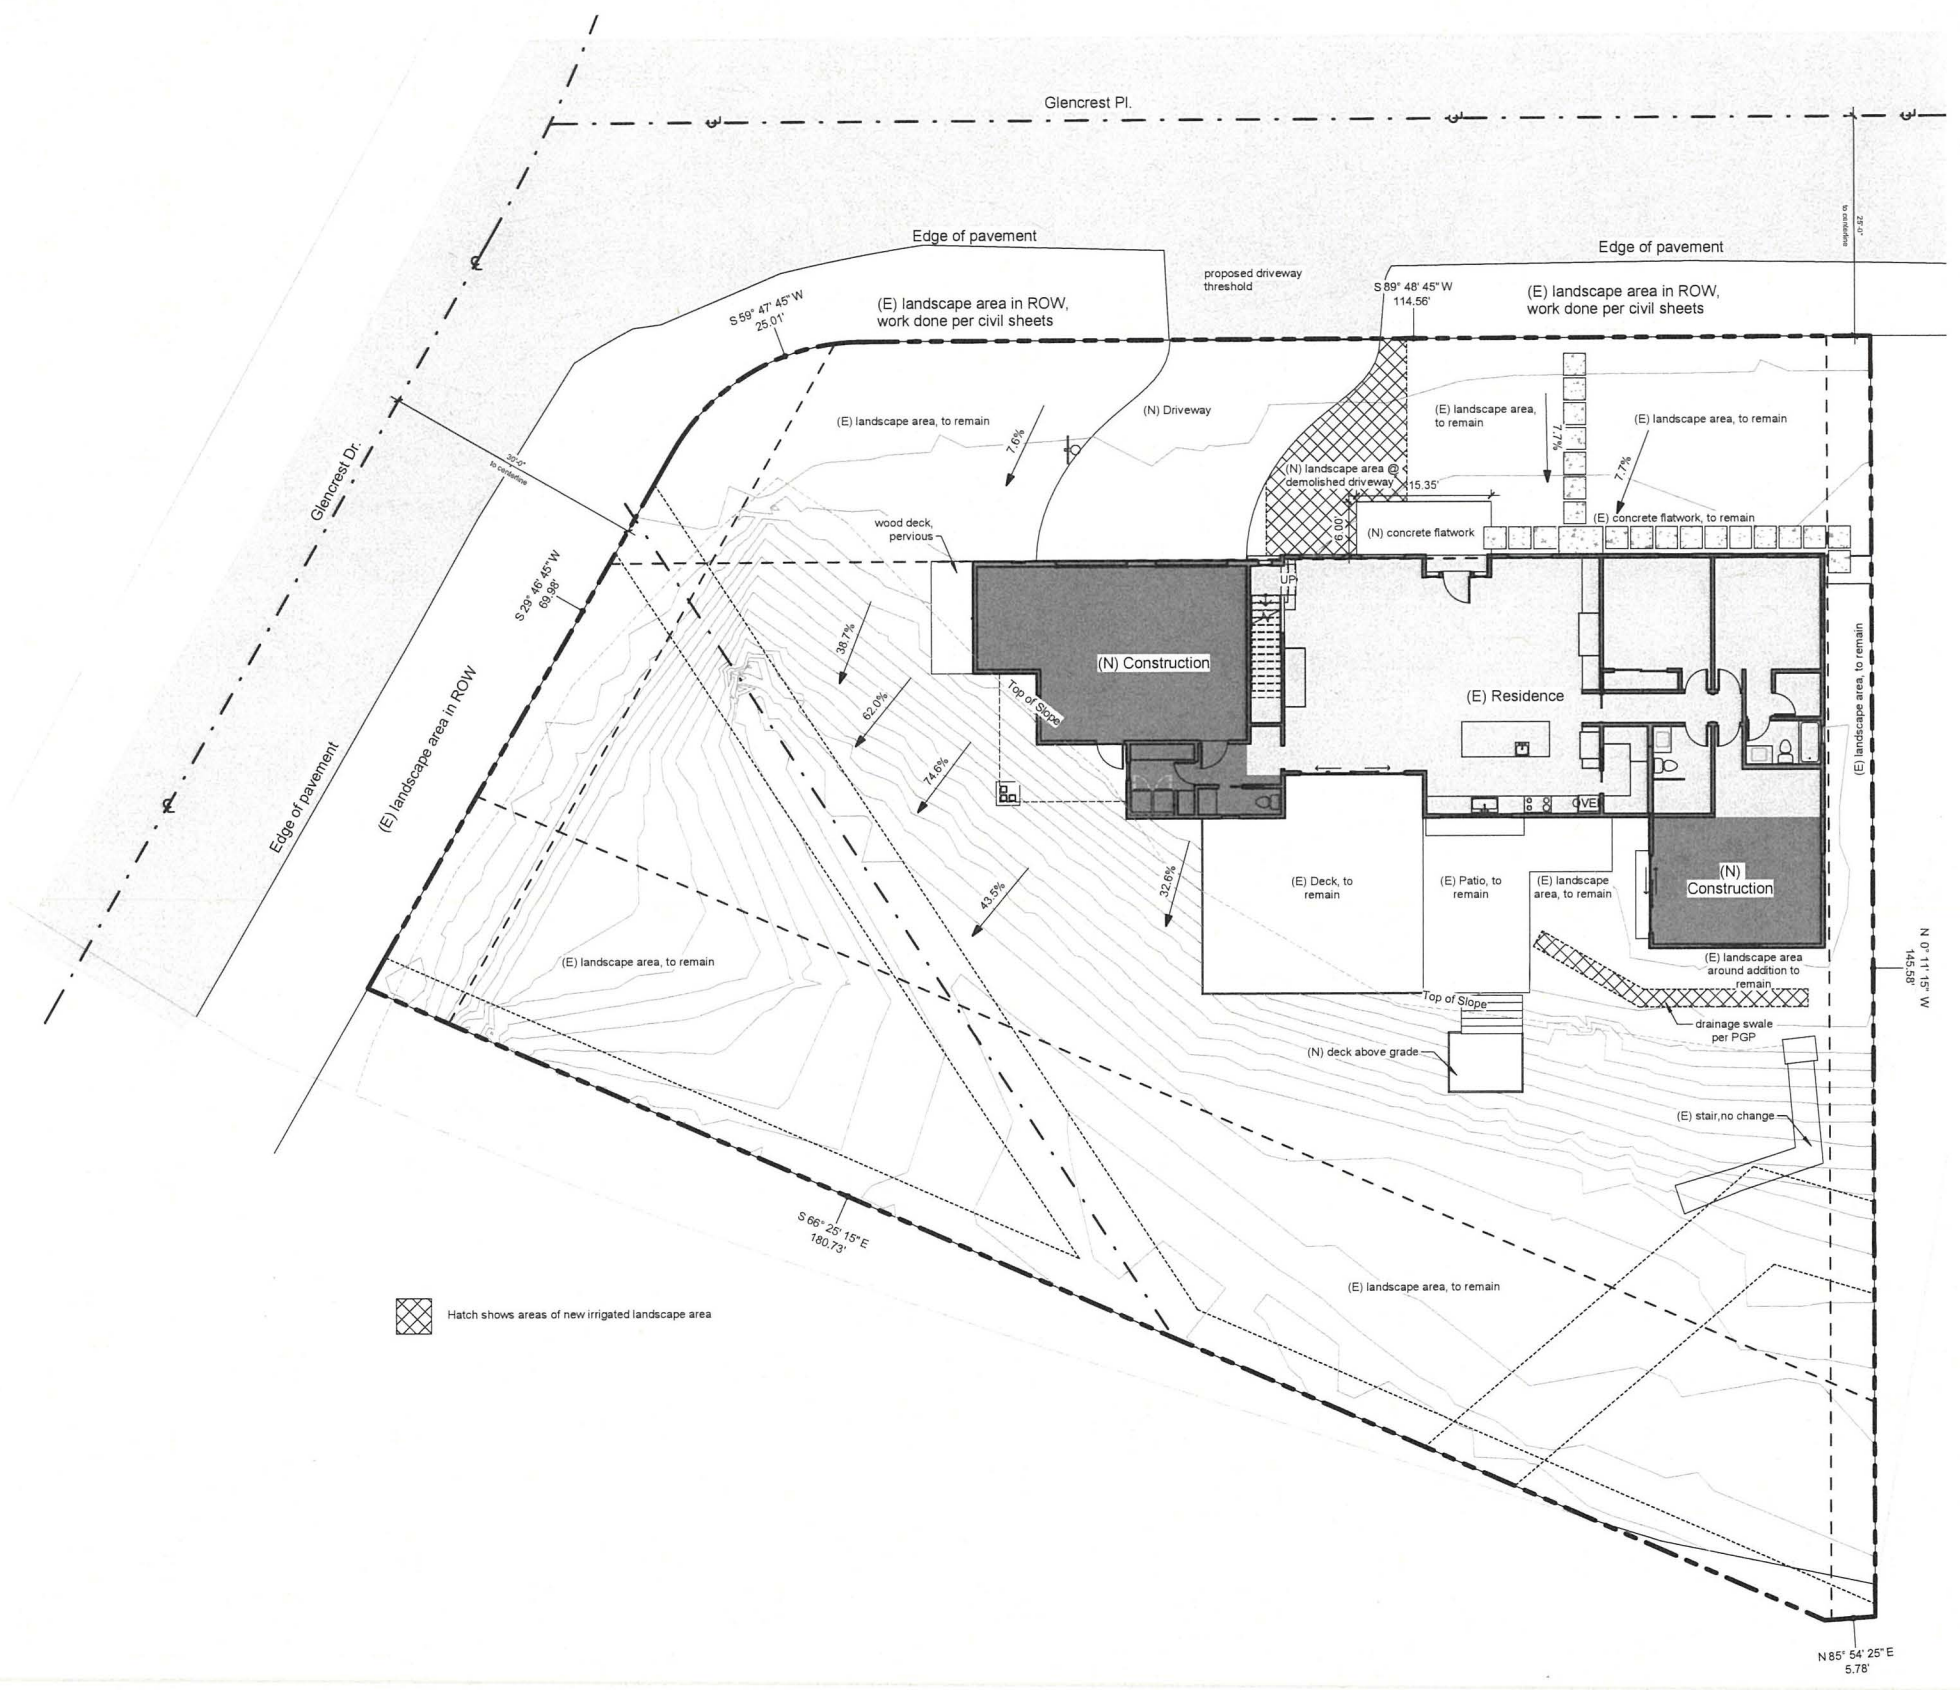 Glencrest Pl.
25'-0"
to centerline
Edge of pavement
Edge of pavement
proposed driveway
threshold
S 89° 48' 45" W
114.56'
(E) landscape area in ROW,
work done per civil sheets
S 59° 47' 45" W
25.01'
(E) landscape area in ROW,
work done per civil sheets
(E) landscape area, to remain
7.6%
(N) Driveway
(E) landscape area,
to remain
7.7%
(E) landscape area, to remain
7.7%
Glencrest Dr.
30'-0"
to centerline
(N) landscape area @
demolished driveway
15.35'
6.00'
(N) concrete flatwork
(E) concrete flatwork, to remain
wood deck,
pervious
S 29° 46' 45" W
69.98'
UP
38.7%
(N) Construction
(E) Residence
(E) landscape area, to remain
Top of Slope
62.0%
74.6%
OVEN
Edge of pavement
(E) landscape area in ROW
43.5%
32.6%
(E) Deck, to
remain
(E) Patio, to
remain
(E) landscape
area, to remain
(N)
Construction
(E) landscape area, to remain
(E) landscape area
around addition to
remain
N 0° 11' 15" W
145.58'
Top of Slope
drainage swale
per PGP
(N) deck above grade
(E) stair,no change
S 66° 25' 15" E
180.73'
(E) landscape area, to remain
Hatch shows areas of new irrigated landscape area
N 85° 54' 25" E
5.78'